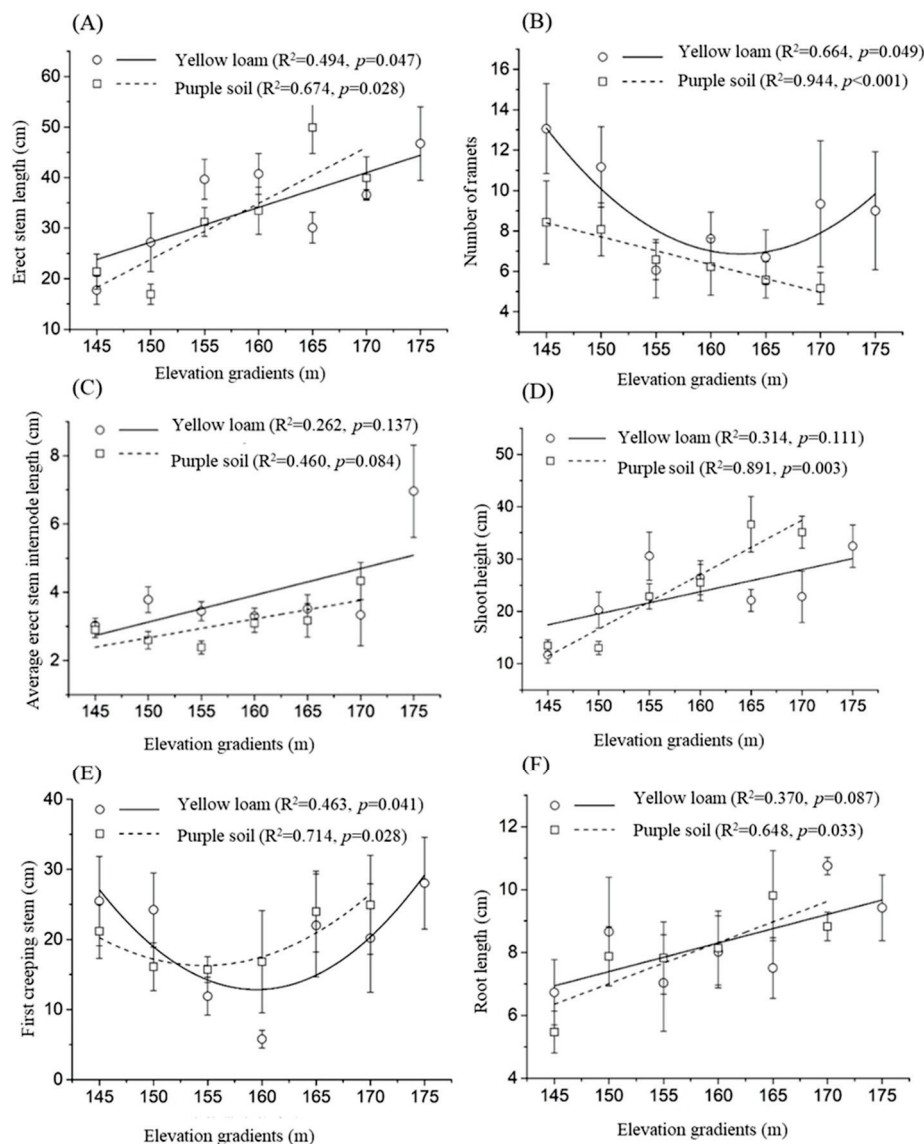 (A)
Yellow loam (R²=0.494, p=0.047)
Purple soil (R²=0.674, p=0.028)
60
50
40
30
20
10
Erect stem length (cm)
145 150 155 160 165 170 175
Elevation gradients (m)
(B)
Yellow loam (R²=0.664, p=0.049)
Purple soil (R²=0.944, p<0.001)
16
14
12
10
8
6
4
Number of ramets
145 150 155 160 165 170 175
Elevation gradients (m)
(C)
Yellow loam (R²=0.262, p=0.137)
Purple soil (R²=0.460, p=0.084)
8
6
4
2
Average erect stem internode length (cm)
145 150 155 160 165 170 175
Elevation gradients (m)
(D)
Yellow loam (R²=0.314, p=0.111)
Purple soil (R²=0.891, p=0.003)
50
40
30
20
10
Shoot height (cm)
145 150 155 160 165 170 175
Elevation gradients (m)
(E)
Yellow loam (R²=0.463, p=0.041)
Purple soil (R²=0.714, p=0.028)
40
30
20
10
0
First creeping stem (cm)
145 150 155 160 165 170 175
Elevation gradients (m)
(F)
Yellow loam (R²=0.370, p=0.087)
Purple soil (R²=0.648, p=0.033)
12
10
8
6
4
Root length (cm)
145 150 155 160 165 170 175
Elevation gradients (m)